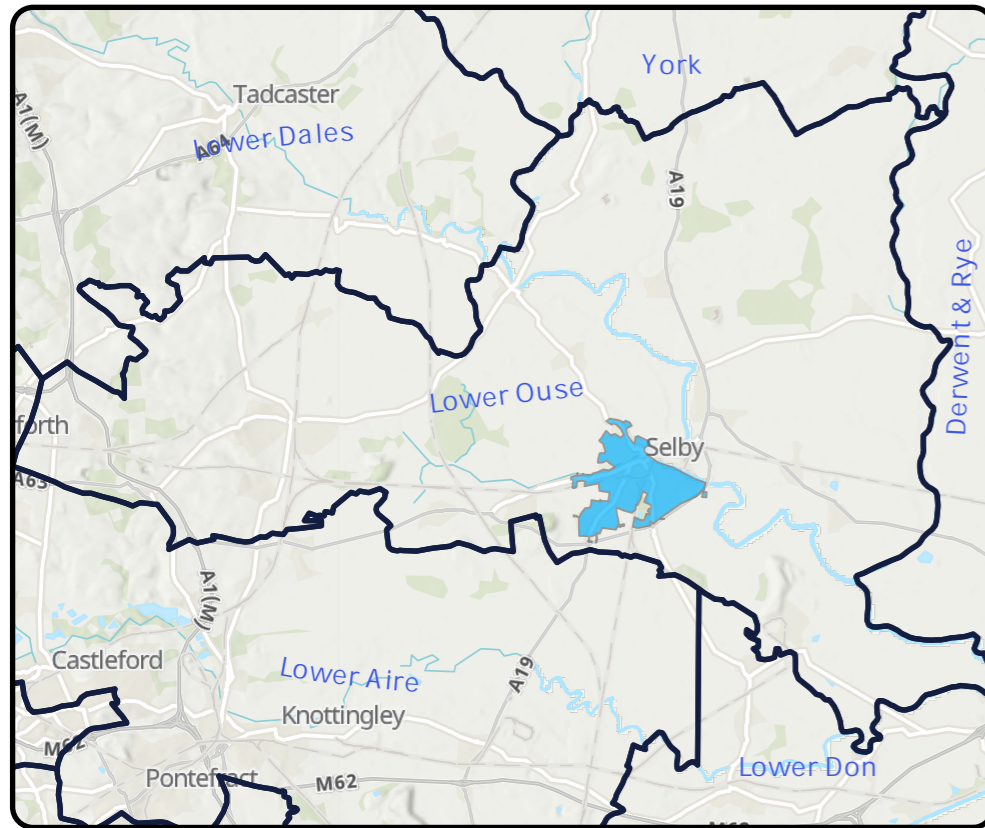 York
Tadcaster
A1(M)
Lower Dales
A64
A19
Derwent & Rye
Lower Ouse
forth
Selby
A63
A1(M)
Castleford
Lower Aire
A19
Knottingley
M62
Pontefract
M62
Lower Don